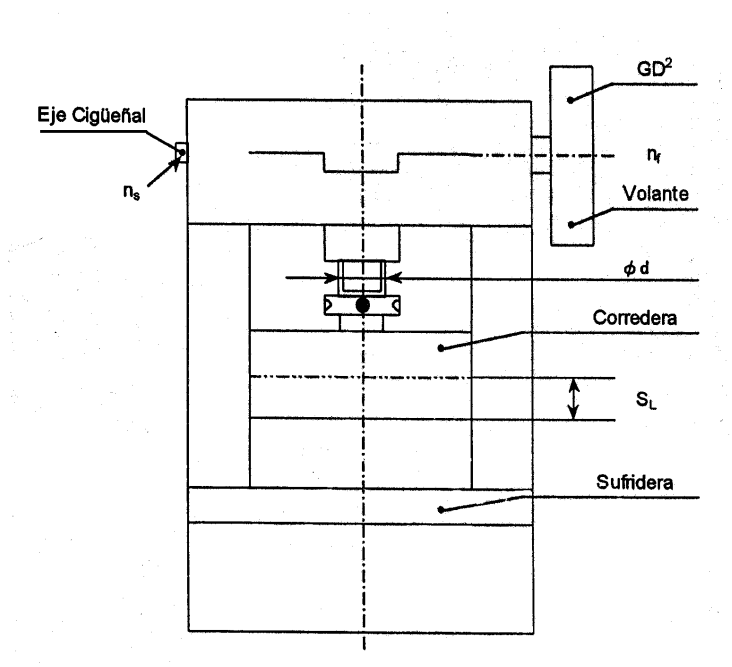 GD²
Eje Cigüeñal
n_f
n_s
Volante
ϕ d
Corredera
S_L
Sufridera